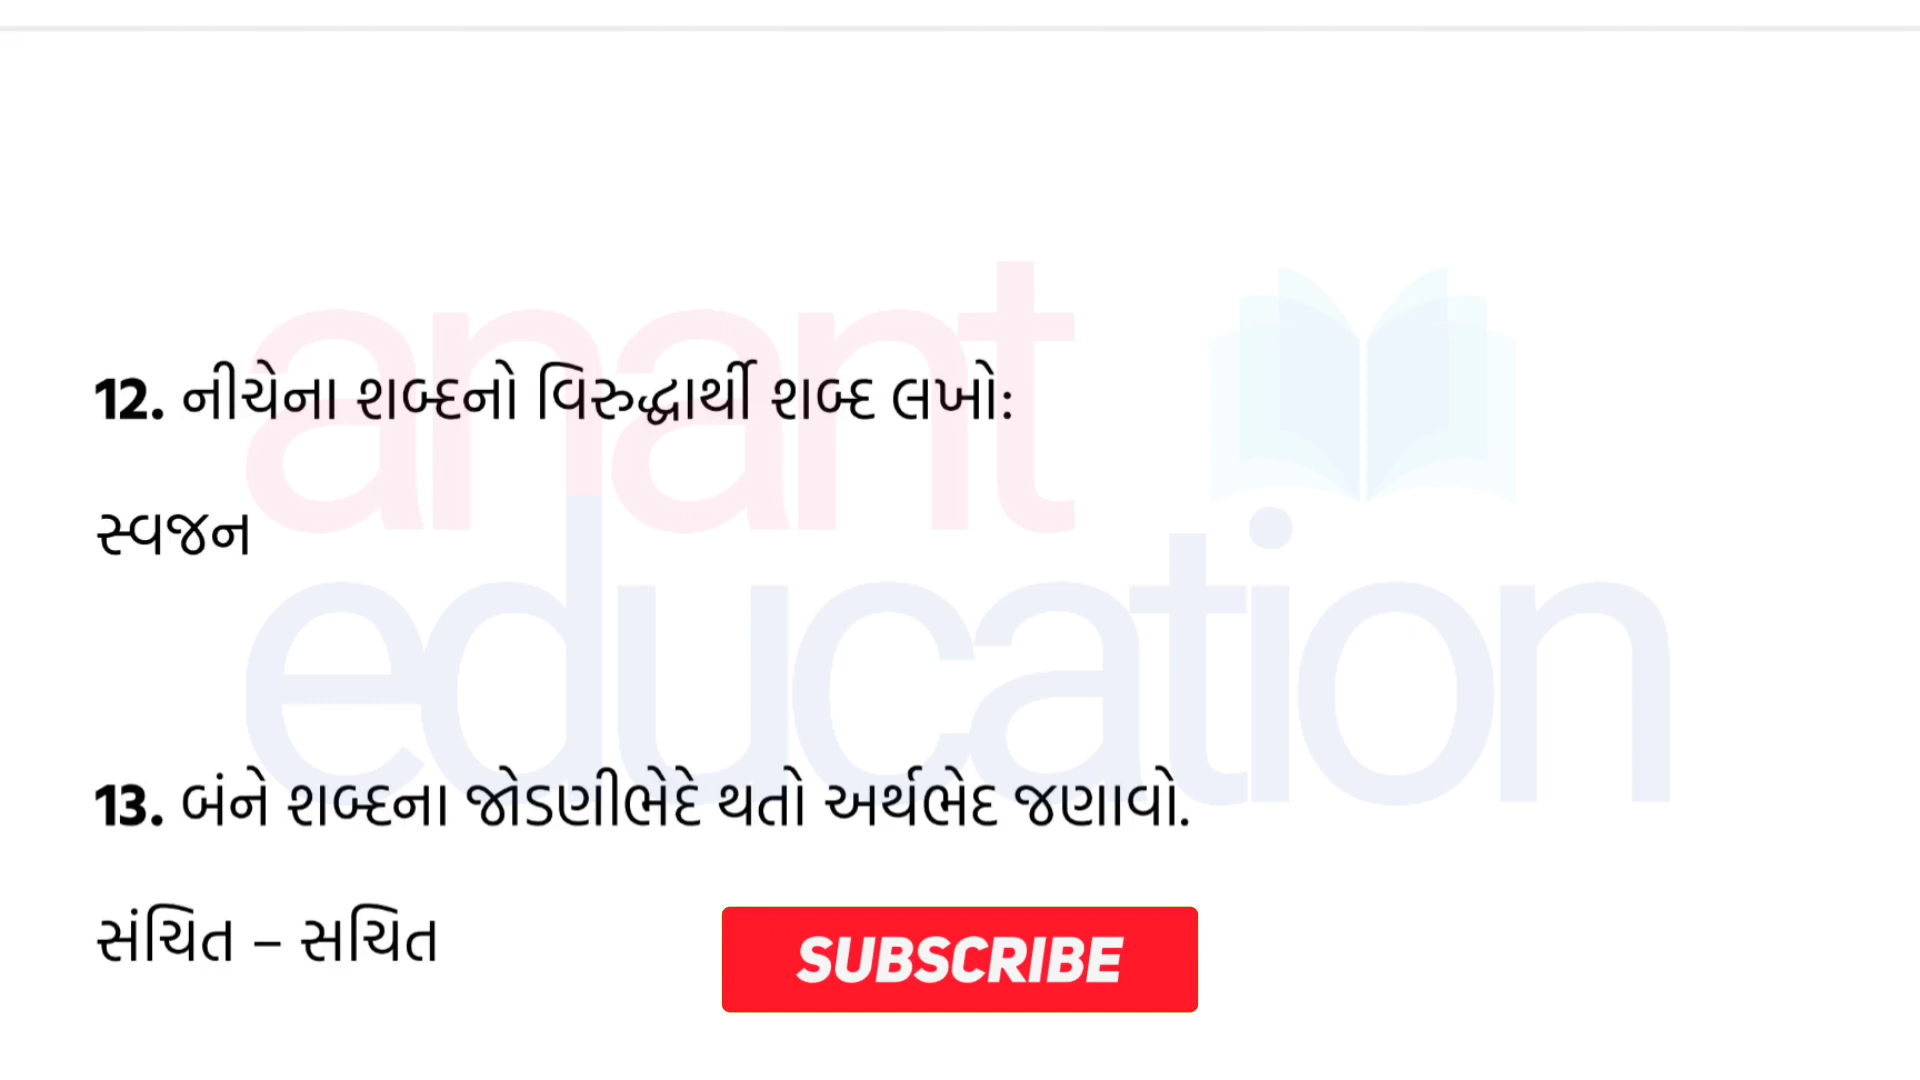 12. નીચેના શબ્દનો વિરુદ્ધાર્થી શબ્દ લખો:
સ્વજન
anant
education
13. બંને શબ્દના જોડણીભેદે થતો અર્થભેદ જણાવો.
સંચિત – સચિત
SUBSCRIBE